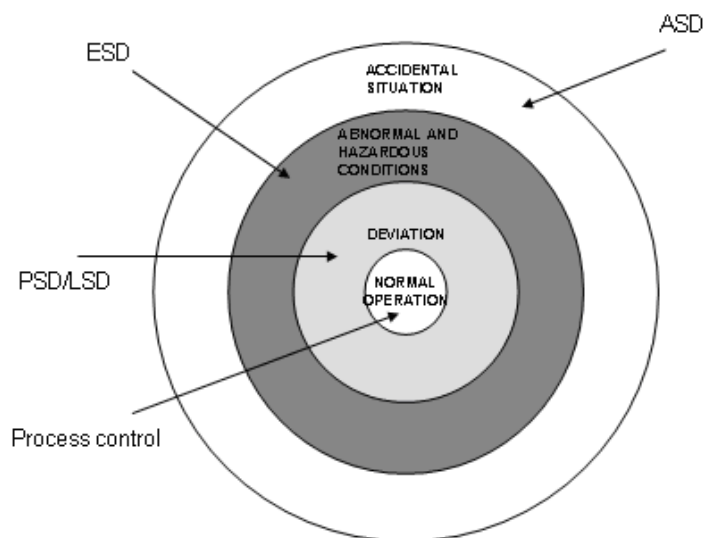 ASD
ESD
ACCIDENTAL
SITUATION
ABNORMAL AND
HAZARDOUS
CONDITIONS
DEVIATION
PSD/LSD
NORMAL
OPERATION
Process control